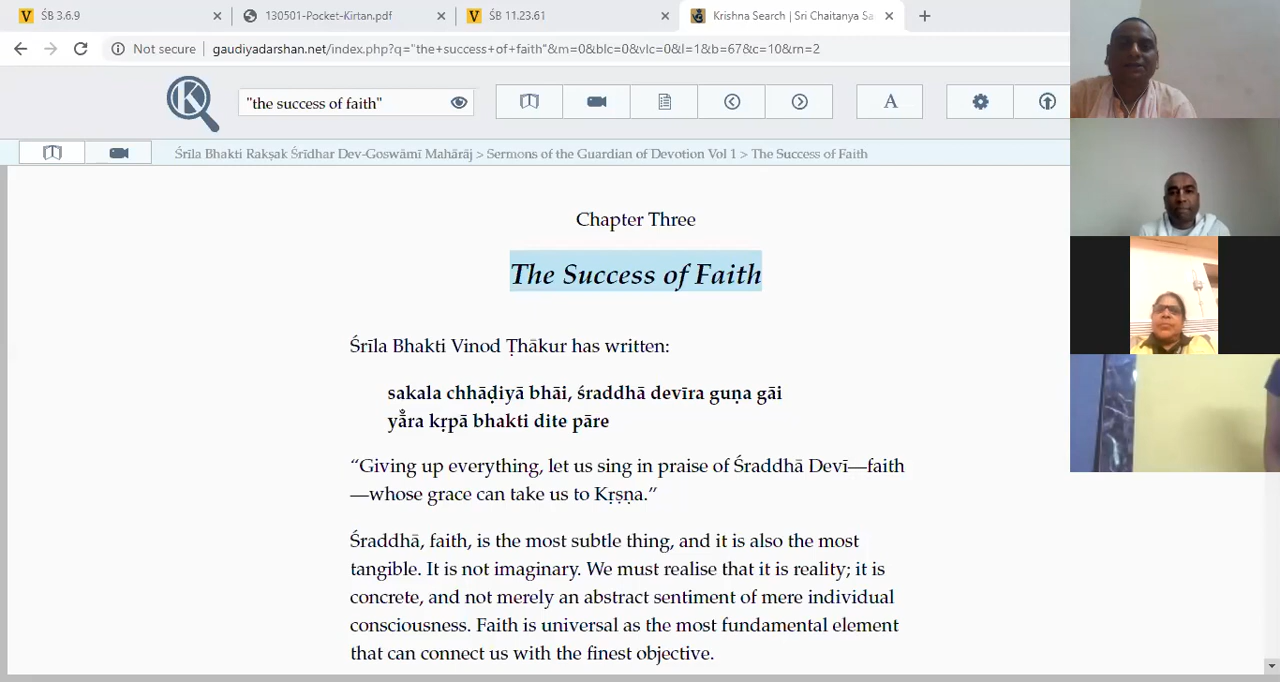 ŚB 3.6.9
130501-Pocket-Kirtan.pdf
ŚB 11.23.61
Krishna Search | Sri Chaitanya Sa
Not secure | gaudiyadarshan.net/index.php?q="the+success+of+faith"&m=0&blc=0&vlc=0&l=1&b=67&c=10&rn=2
K
"the success of faith"
A
Śrīla Bhakti Rakṣak Śrīdhar Dev-Goswāmī Mahārāj > Sermons of the Guardian of Devotion Vol 1 > The Success of Faith
Chapter Three
The Success of Faith
Śrīla Bhakti Vinod Ṭhākur has written:
sakala chhāḍiyā bhāi, śraddhā devīra guṇa gāi
yā̐ra kṛpā bhakti dite pāre
“Giving up everything, let us sing in praise of Śraddhā Devī—faith
—whose grace can take us to Kṛṣṇa.”
Śraddhā, faith, is the most subtle thing, and it is also the most
tangible. It is not imaginary. We must realise that it is reality; it is
concrete, and not merely an abstract sentiment of mere individual
consciousness. Faith is universal as the most fundamental element
that can connect us with the finest objective.